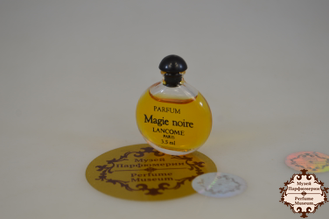 PARFUM
Magie noire
LANCOME
PARIS
7.5 ml
Музей
Парфюмерии
Perfume
Museum
Музей
Парфюмерии
Perfume
Museum